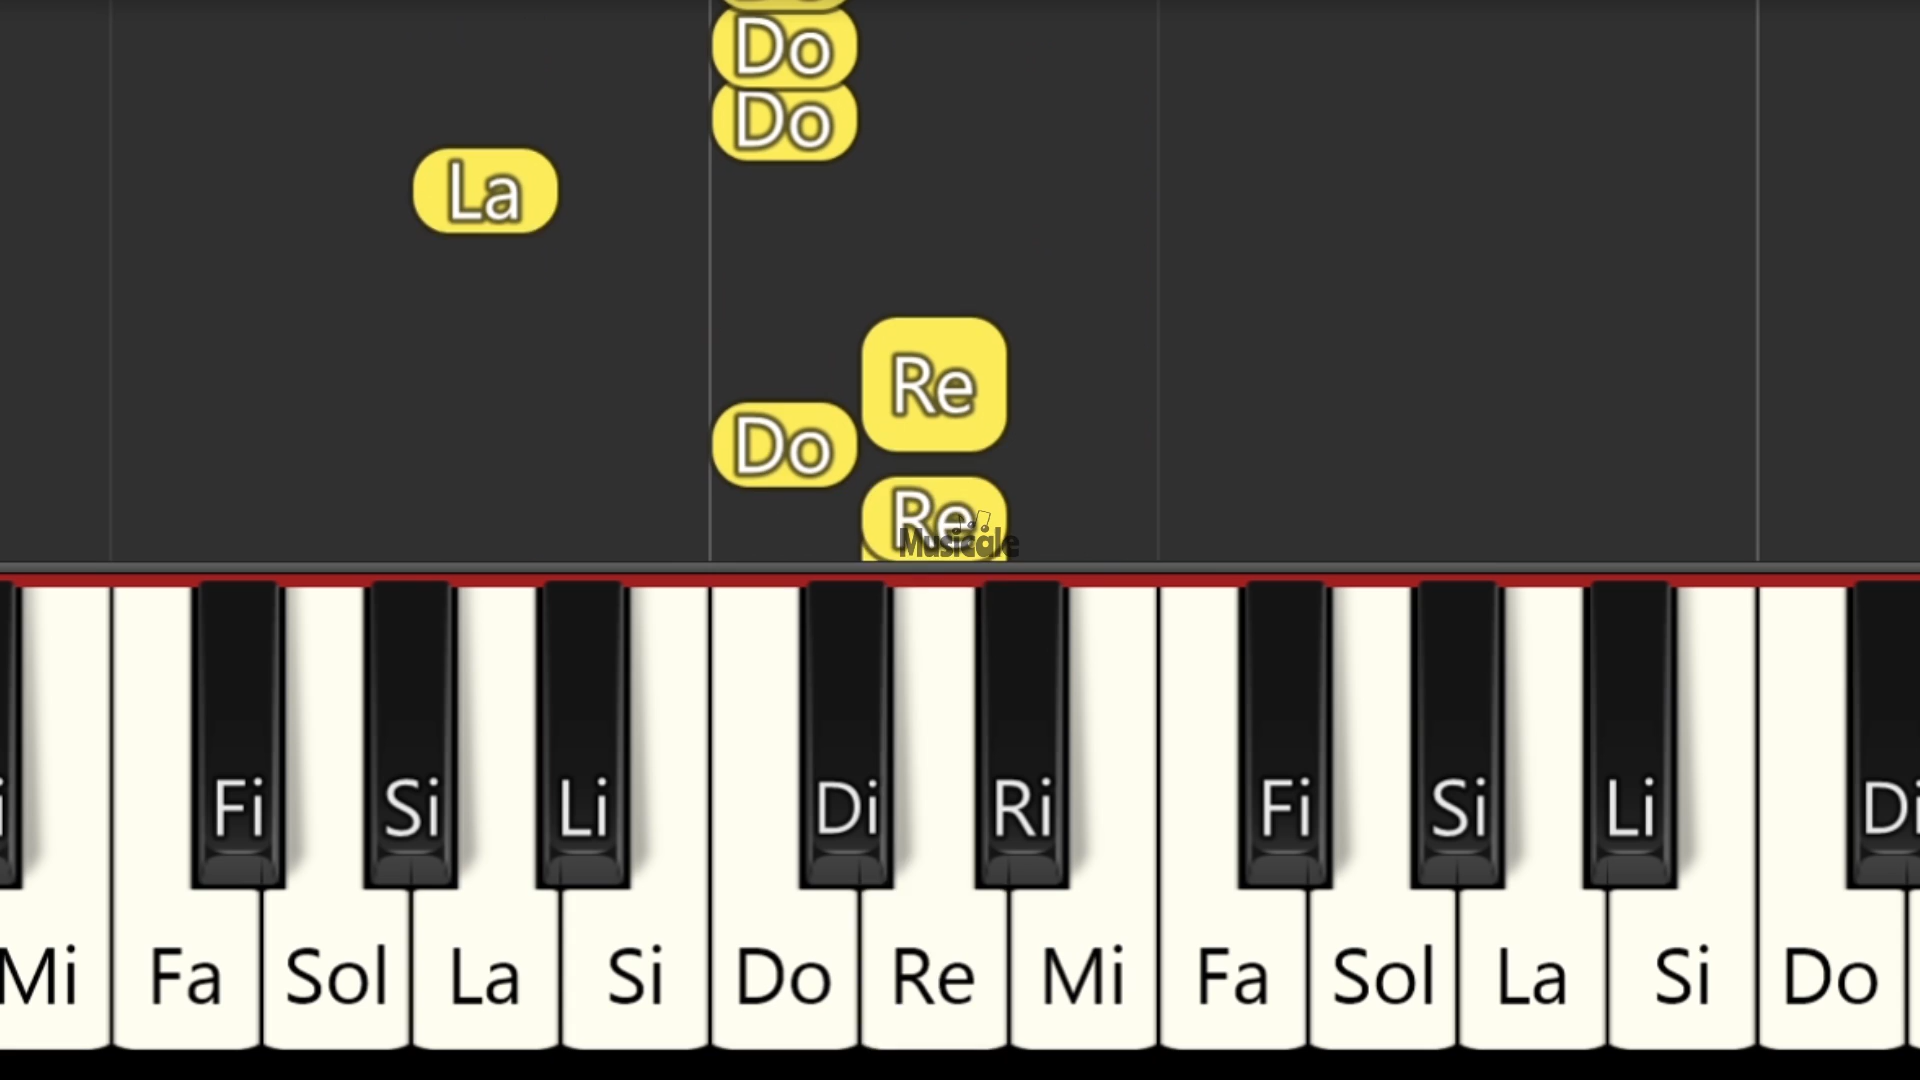 Do
Do
La
Re
Do
Re
Musicale
Fi Si Li Di Ri Fi Si Li Di
Mi Fa Sol La Si Do Re Mi Fa Sol La Si Do